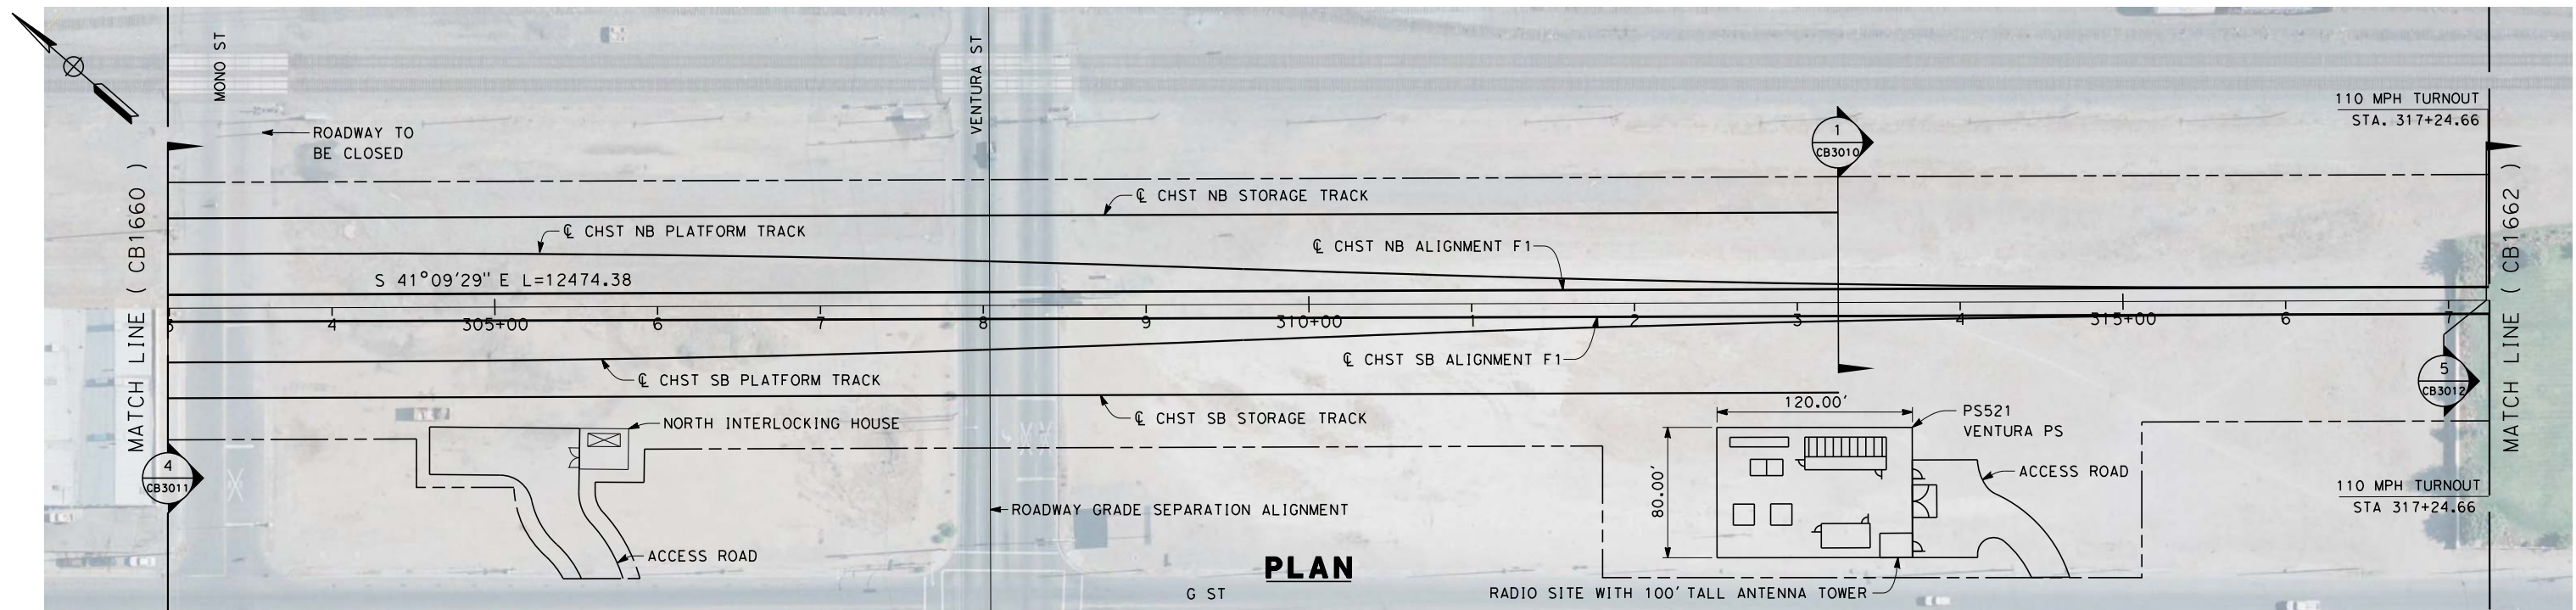 MONO ST
VENTURA ST
ROADWAY TO
BE CLOSED
MATCH LINE ( CB1660 )
1
CB3010
110 MPH TURNOUT
STA. 317+24.66
MATCH LINE ( CB1662 )
℄ CHST NB STORAGE TRACK
℄ CHST NB PLATFORM TRACK
℄ CHST NB ALIGNMENT F1
S 41°09'29" E L=12474.38
3 4 305+00 6 7 8 9 310+00 1 2 3 4 315+00 6 7
℄ CHST SB ALIGNMENT F1
℄ CHST SB PLATFORM TRACK
℄ CHST SB STORAGE TRACK
5
CB3012
4
CB3011
NORTH INTERLOCKING HOUSE
ACCESS ROAD
ROADWAY GRADE SEPARATION ALIGNMENT
120.00'
80.00'
PS521
VENTURA PS
ACCESS ROAD
110 MPH TURNOUT
STA 317+24.66
PLAN
G ST
RADIO SITE WITH 100' TALL ANTENNA TOWER